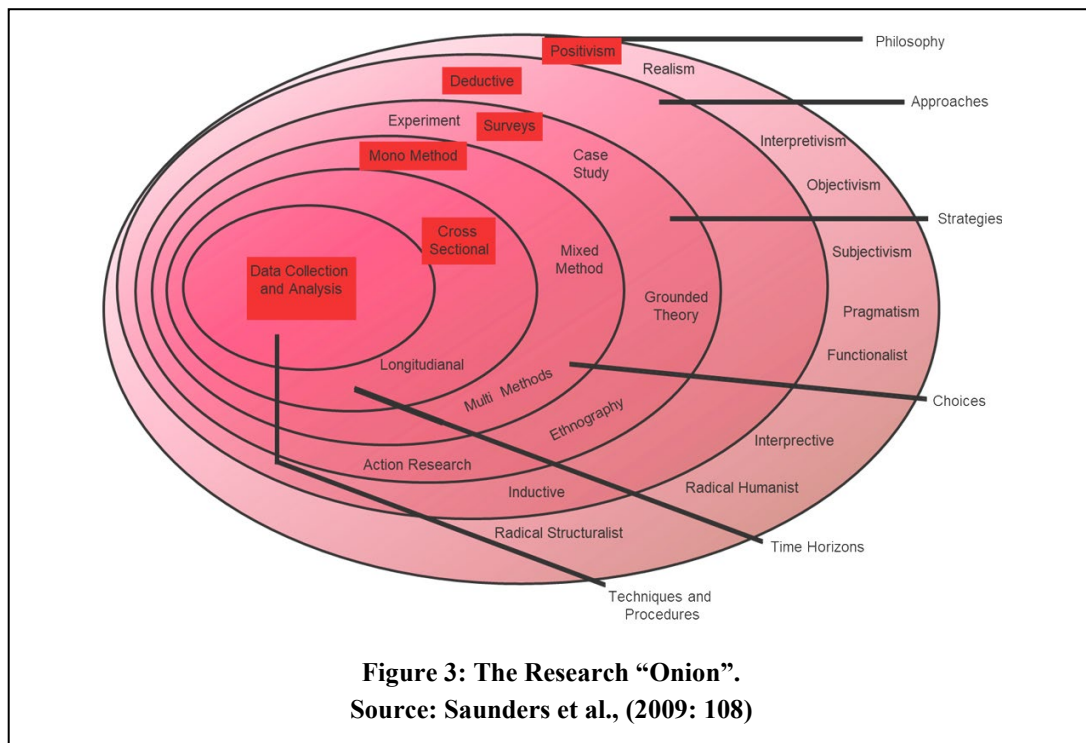 Positivism
Philosophy
Realism
Deductive
Approaches
Experiment
Surveys
Interpretivism
Mono Method
Case
Study
Objectivism
Strategies
Cross
Sectional
Mixed
Method
Subjectivism
Data Collection
and Analysis
Grounded
Theory
Pragmatism
Functionalist
Longitudianal
Multi Methods
Choices
Ethnography
Interprective
Action Research
Inductive
Radical Humanist
Radical Structuralist
Time Horizons
Techniques and
Procedures
Figure 3: The Research “Onion”.
Source: Saunders et al., (2009: 108)